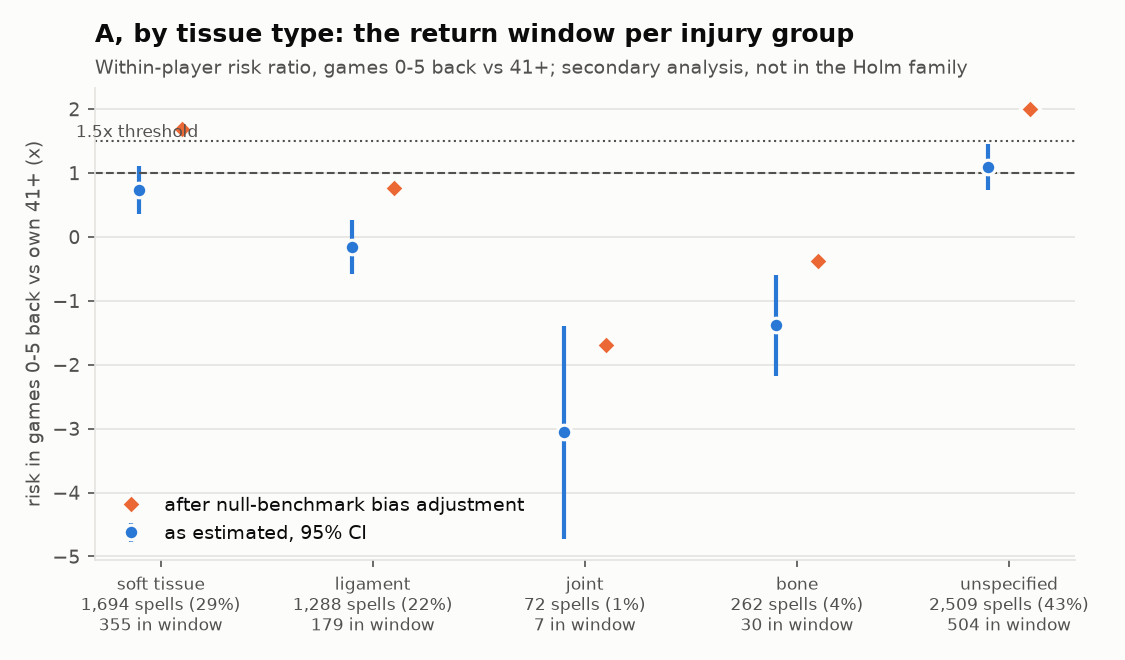 A, by tissue type: the return window per injury group
Within-player risk ratio, games 0-5 back vs 41+; secondary analysis, not in the Holm family
risk in games 0-5 back vs own 41+ (x)
2
1.5x threshold
1
0
−1
−2
−3
−4
−5
after null-benchmark bias adjustment
as estimated, 95% CI
soft tissue
1,694 spells (29%)
355 in window
ligament
1,288 spells (22%)
179 in window
joint
72 spells (1%)
7 in window
bone
262 spells (4%)
30 in window
unspecified
2,509 spells (43%)
504 in window